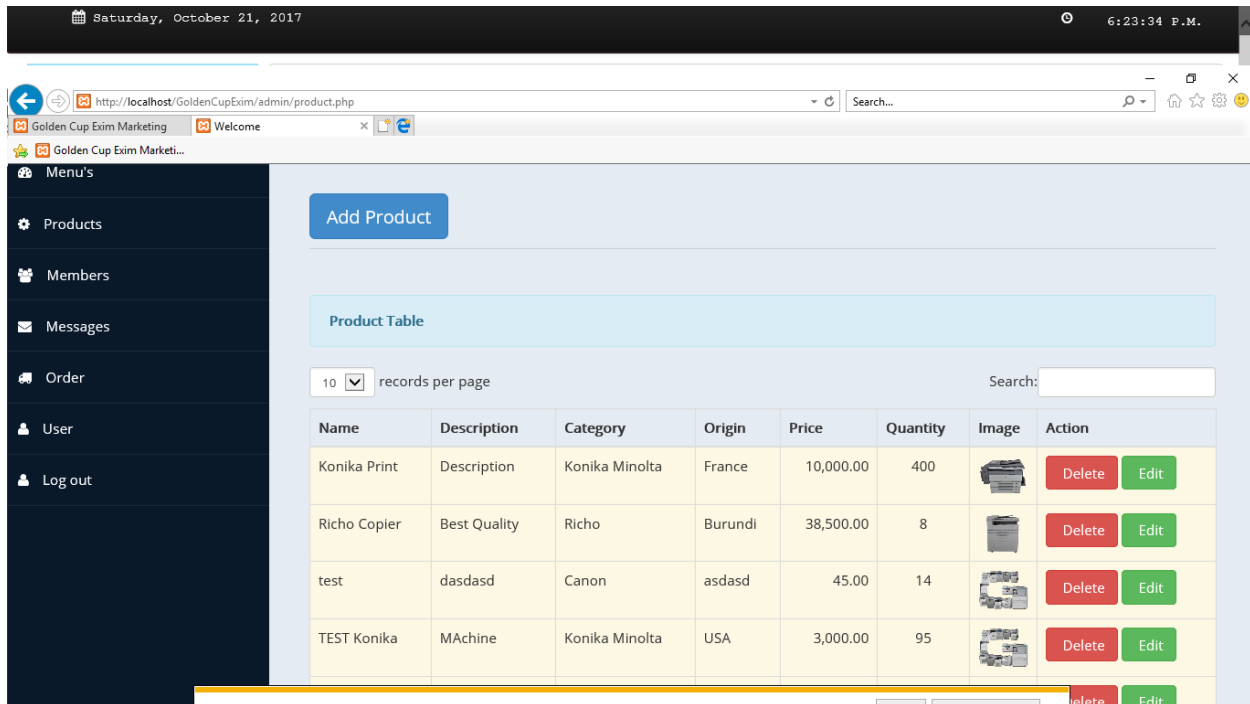 Saturday, October 21, 2017 6:23:34 P.M.
http://localhost/GoldenCupExim/admin/product.php Search...
Golden Cup Exim Marketing Welcome
Golden Cup Exim Marketi...
Menu's
Products
Members
Messages
Order
User
Log out
Add Product
Product Table
10 records per page Search:
Name Description Category Origin Price Quantity Image Action
Konika Print Description Konika Minolta France 10,000.00 400 Delete Edit
Richo Copier Best Quality Richo Burundi 38,500.00 8 Delete Edit
test dasdasd Canon asdasd 45.00 14 Delete Edit
TEST Konika MAchine Konika Minolta USA 3,000.00 95 Delete Edit
Edit